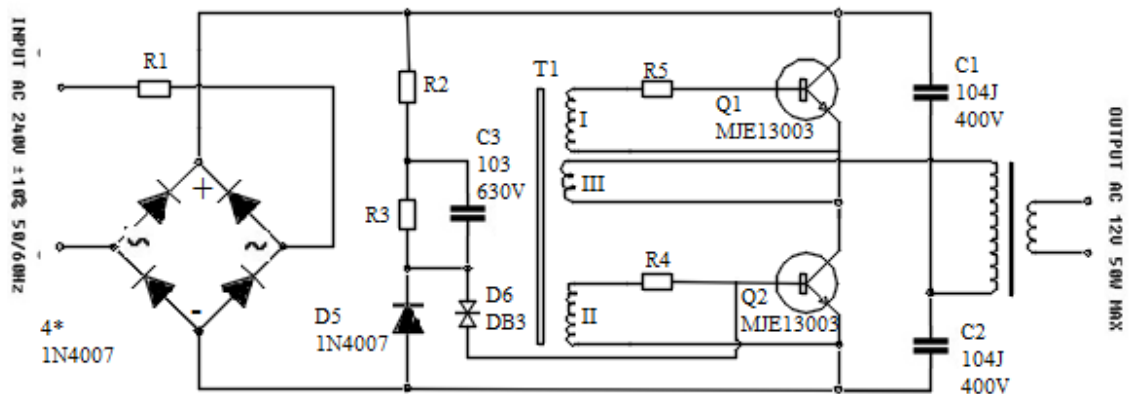 INPUT AC 240V ±10% 50/60Hz
R1
4*
1N4007
+
-
R2
R3
C3
103
630V
D5
1N4007
D6
DB3
T1
I
III
II
R5
R4
Q1
MJE13003
Q2
MJE13003
C1
104J
400V
C2
104J
400V
OUTPUT AC 12V 50W MAX